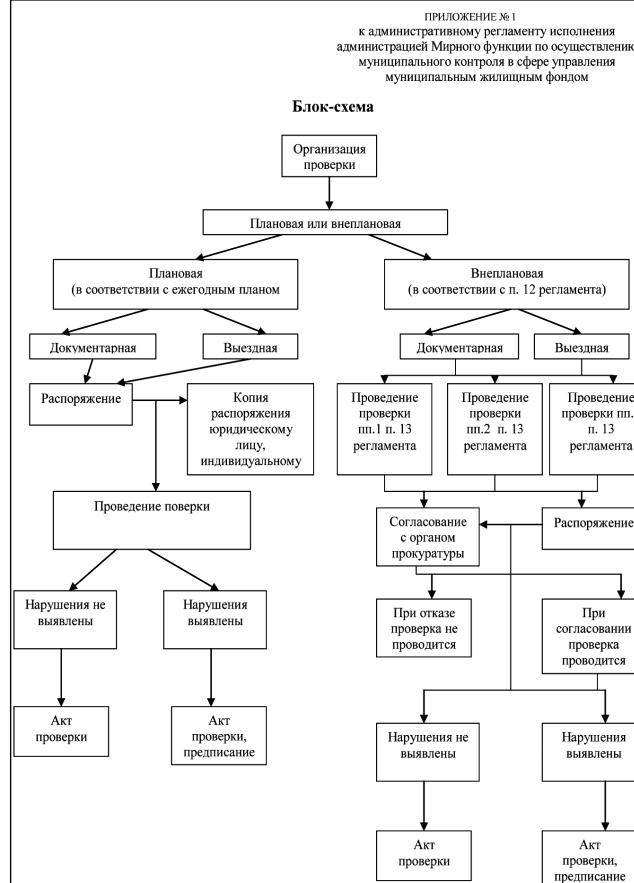 ПРИЛОЖЕНИЕ № 1
к административному регламенту исполнения
администрацией Мирного функции по осуществлению
муниципального контроля в сфере управления
муниципальным жилищным фондом
Блок-схема
Организация
проверки
Плановая или внеплановая
Плановая
(в соответствии с ежегодным планом
Внеплановая
(в соответствии с п. 12 регламента)
Документарная
Выездная
Документарная
Выездная
Распоряжение
Копия
распоряжения
юридическому
лицу,
индивидуальному
Проведение
проверки
пп.1 п. 13
регламента
Проведение
проверки
пп.2 п. 13
регламента
Проведение
проверки пп.
п. 13
регламента
Проведение поверки
Согласование
с органом
прокуратуры
Распоряжение
Нарушения не
выявлены
Нарушения
выявлены
При отказе
проверка не
проводится
При
согласовании
проверка
проводится
Акт
проверки
Акт
проверки,
предписание
Нарушения не
выявлены
Нарушения
выявлены
Акт
проверки
Акт
проверки,
предписание